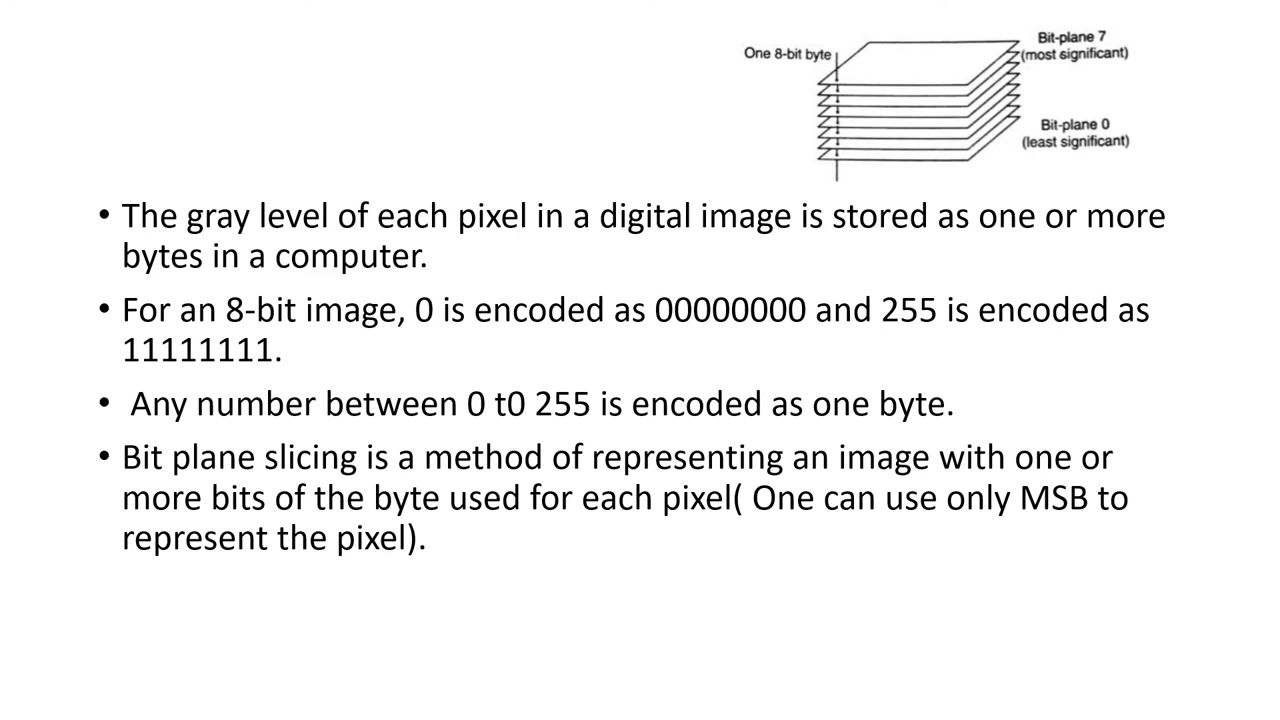 One 8-bit byte
Bit-plane 7
(most significant)
Bit-plane 0
(least significant)
• The gray level of each pixel in a digital image is stored as one or more
bytes in a computer.
• For an 8-bit image, 0 is encoded as 00000000 and 255 is encoded as
11111111.
• Any number between 0 t0 255 is encoded as one byte.
• Bit plane slicing is a method of representing an image with one or
more bits of the byte used for each pixel( One can use only MSB to
represent the pixel).